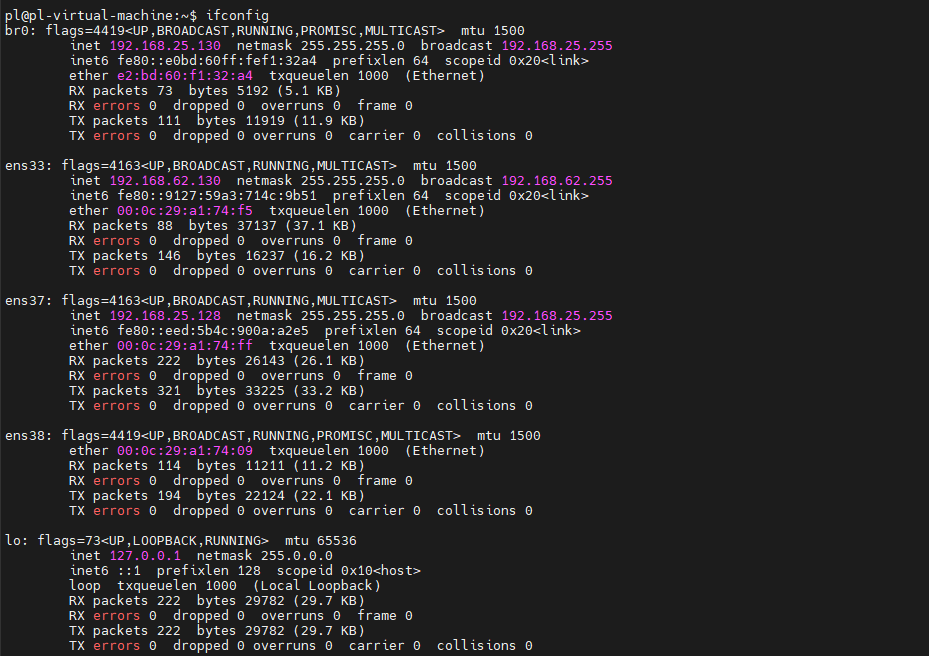 pl@pl-virtual-machine:~$ ifconfig
br0: flags=4419<UP,BROADCAST,RUNNING,PROMISC,MULTICAST>  mtu 1500
        inet 192.168.25.130  netmask 255.255.255.0  broadcast 192.168.25.255
        inet6 fe80::e0bd:60ff:fef1:32a4  prefixlen 64  scopeid 0x20<link>
        ether e2:bd:60:f1:32:a4  txqueuelen 1000  (Ethernet)
        RX packets 73  bytes 5192 (5.1 KB)
        RX errors 0  dropped 0  overruns 0  frame 0
        TX packets 111  bytes 11919 (11.9 KB)
        TX errors 0  dropped 0 overruns 0  carrier 0  collisions 0

ens33: flags=4163<UP,BROADCAST,RUNNING,MULTICAST>  mtu 1500
        inet 192.168.62.130  netmask 255.255.255.0  broadcast 192.168.62.255
        inet6 fe80::9127:59a3:714c:9b51  prefixlen 64  scopeid 0x20<link>
        ether 00:0c:29:a1:74:f5  txqueuelen 1000  (Ethernet)
        RX packets 88  bytes 37137 (37.1 KB)
        RX errors 0  dropped 0  overruns 0  frame 0
        TX packets 146  bytes 16237 (16.2 KB)
        TX errors 0  dropped 0 overruns 0  carrier 0  collisions 0

ens37: flags=4163<UP,BROADCAST,RUNNING,MULTICAST>  mtu 1500
        inet 192.168.25.128  netmask 255.255.255.0  broadcast 192.168.25.255
        inet6 fe80::eed:5b4c:900a:a2e5  prefixlen 64  scopeid 0x20<link>
        ether 00:0c:29:a1:74:ff  txqueuelen 1000  (Ethernet)
        RX packets 222  bytes 26143 (26.1 KB)
        RX errors 0  dropped 0  overruns 0  frame 0
        TX packets 321  bytes 33225 (33.2 KB)
        TX errors 0  dropped 0 overruns 0  carrier 0  collisions 0

ens38: flags=4419<UP,BROADCAST,RUNNING,PROMISC,MULTICAST>  mtu 1500
        ether 00:0c:29:a1:74:09  txqueuelen 1000  (Ethernet)
        RX packets 114  bytes 11211 (11.2 KB)
        RX errors 0  dropped 0  overruns 0  frame 0
        TX packets 194  bytes 22124 (22.1 KB)
        TX errors 0  dropped 0 overruns 0  carrier 0  collisions 0

lo: flags=73<UP,LOOPBACK,RUNNING>  mtu 65536
        inet 127.0.0.1  netmask 255.0.0.0
        inet6 ::1  prefixlen 128  scopeid 0x10<host>
        loop  txqueuelen 1000  (Local Loopback)
        RX packets 222  bytes 29782 (29.7 KB)
        RX errors 0  dropped 0  overruns 0  frame 0
        TX packets 222  bytes 29782 (29.7 KB)
        TX errors 0  dropped 0 overruns 0  carrier 0  collisions 0